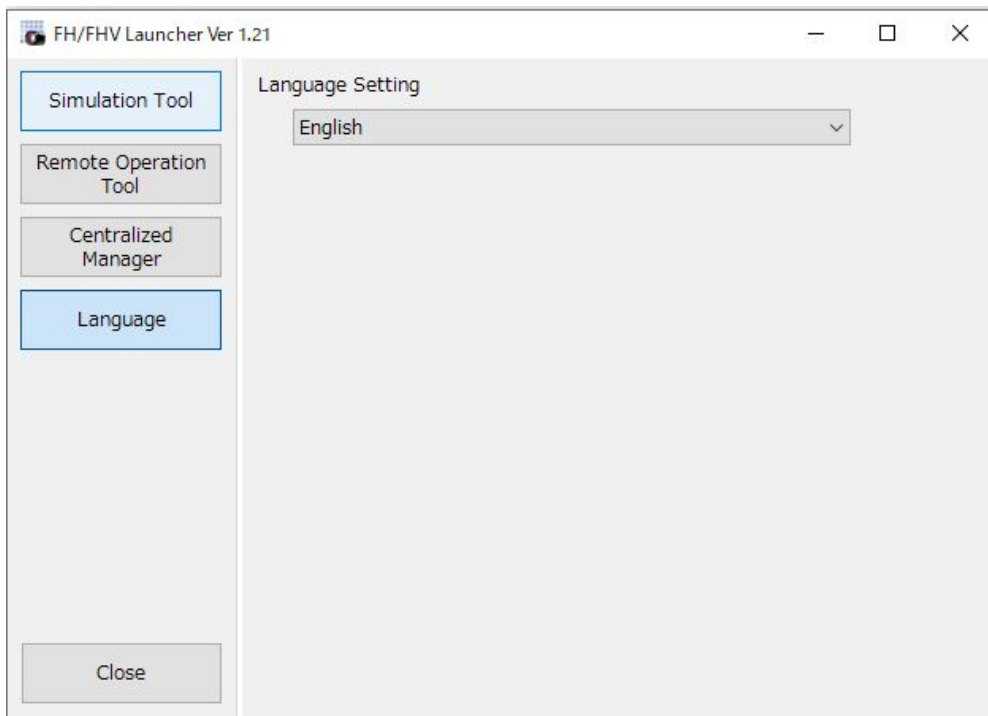 FH/FHV Launcher Ver 1.21
Simulation Tool
Remote Operation
Tool
Centralized
Manager
Language
Close
Language Setting
English